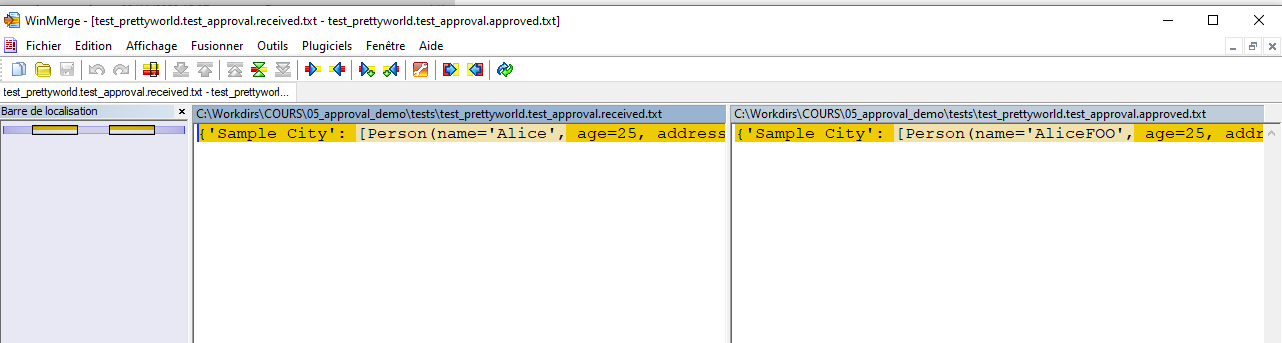 WinMerge - [test_prettyworld.test_approval.received.txt - test_prettyworld.test_approval.approved.txt]
Fichier Edition Affichage Fusionner Outils Plugiciels Fenêtre Aide
test_prettyworld.test_approval.received.txt - test_prettyworl...
Barre de localisation
C:\Workdirs\COURS\05_approval_demo\tests\test_prettyworld.test_approval.received.txt
C:\Workdirs\COURS\05_approval_demo\tests\test_prettyworld.test_approval.approved.txt
{'Sample City': [Person(name='Alice', age=25, address
{'Sample City': [Person(name='AliceFOO', age=25, addr